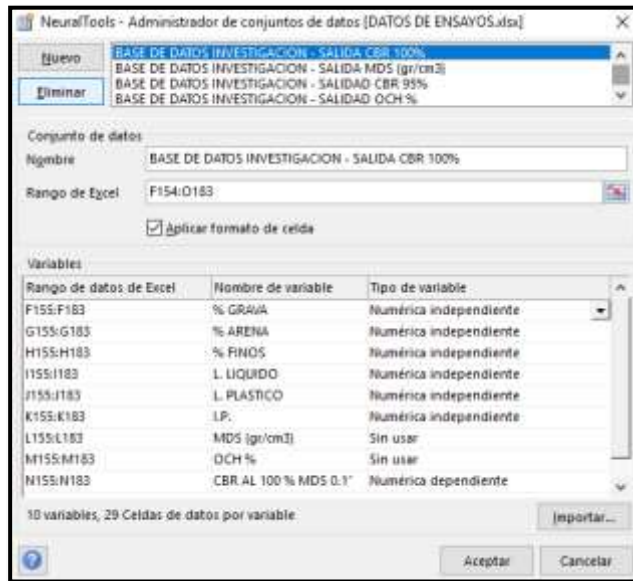 NeuralTools - Administrador de conjuntos de datos [DATOS DE ENSAYOS.xlsx]
Nuevo
Eliminar
BASE DE DATOS INVESTIGACION - SALIDA CBR 100%
BASE DE DATOS INVESTIGACION - SALIDA MDS (gr/cm3)
BASE DE DATOS INVESTIGACION - SALIDAD CBR 95%
BASE DE DATOS INVESTIGACION - SALIDAD OCH %
Conjunto de datos
Nombre BASE DE DATOS INVESTIGACION - SALIDA CBR 100%
Rango de Excel F154:O183
Aplicar formato de celda
Variables
Rango de datos de Excel Nombre de variable Tipo de variable
F155:F183 % GRAVA Numérica independiente
G155:G183 % ARENA Numérica independiente
H155:H183 % FINOS Numérica independiente
I155:I183 L. LIQUIDO Numérica independiente
J155:J183 L. PLASTICO Numérica independiente
K155:K183 I.P. Numérica independiente
L155:L183 MDS (gr/cm3) Sin usar
M155:M183 OCH % Sin usar
N155:N183 CBR AL 100 % MDS 0.1" Numérica dependiente
10 variables, 29 Celdas de datos por variable
Importar...
Aceptar Cancelar